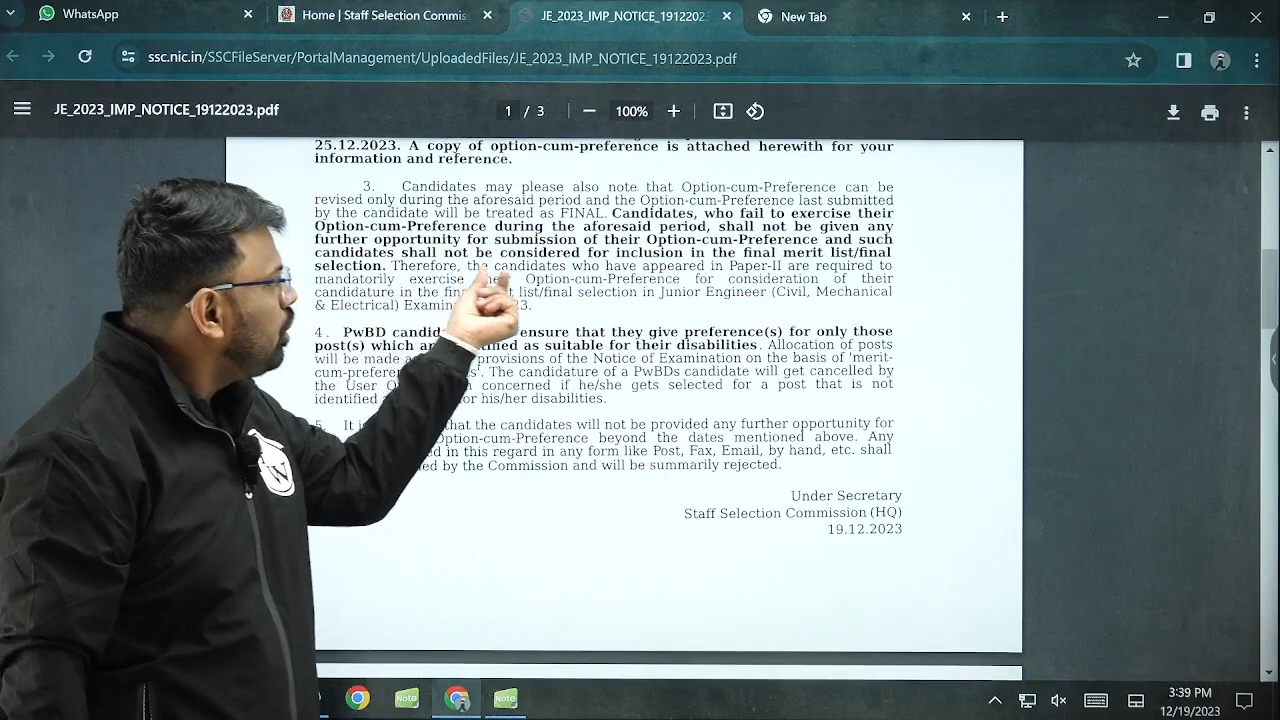 WhatsApp
Home | Staff Selection Commis
JE_2023_IMP_NOTICE_19122023
New Tab
ssc.nic.in/SSCFileServer/PortalManagement/UploadedFiles/JE_2023_IMP_NOTICE_19122023.pdf
JE_2023_IMP_NOTICE_19122023.pdf
1 / 3
100%
25.12.2023. A copy of option-cum-preference is attached herewith for your
information and reference.
3. Candidates may please also note that Option-cum-Preference can be
revised only during the aforesaid period and the Option-cum-Preference last submitted
by the candidate will be treated as FINAL. Candidates, who fail to exercise their
Option-cum-Preference during the aforesaid period, shall not be given any
further opportunity for submission of their Option-cum-Preference and such
candidates shall not be considered for inclusion in the final merit list/final
selection. Therefore, the candidates who have appeared in Paper-II are required to
mandatorily exercise Option-cum-Preference for consideration of their
candidature in the list/final selection in Junior Engineer (Civil, Mechanical
& Electrical)
4. PwBD ensure that they give preference(s) for only those
post(s) which as suitable for their disabilities. Allocation of posts
will be made provisions of the Notice of Examination on the basis of 'merit-
The candidature of a PwBDs candidate will get cancelled by
the User concerned if he/she gets selected for a post that is not
identified his/her disabilities.
5. that the candidates will not be provided any further opportunity for
Option-cum-Preference beyond the dates mentioned above. Any
in this regard in any form like Post, Fax, Email, by hand, etc. shall
by the Commission and will be summarily rejected.
Under Secretary
Staff Selection Commission (HQ)
19.12.2023
W
Note
Note
3:39 PM
12/19/2023